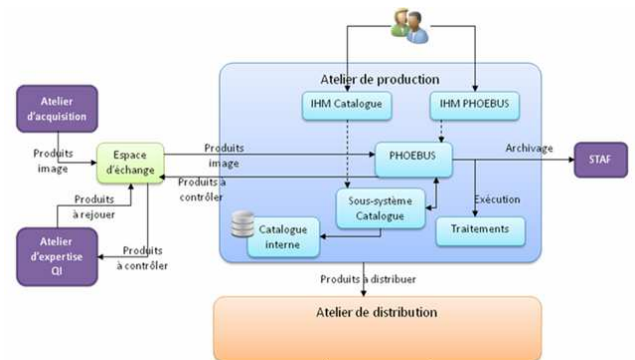 Atelier de production
IHM Catalogue
IHM PHOEBUS
Atelier
d'acquisition
Produits
image
Espace
d'échange
Produits
image
PHOEBUS
Archivage
STAF
Produits à
contrôler
Produits
à rejouer
Sous-système
Catalogue
Exécution
Atelier
d'expertise
QI
Produits
à contrôler
Catalogue
interne
Traitements
Produits à distribuer
Atelier de distribution